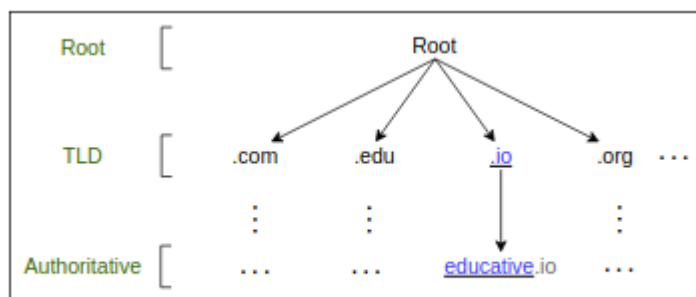 Root Root
TLD .com .edu .io .org ...
Authoritative ... ... educative.io ...